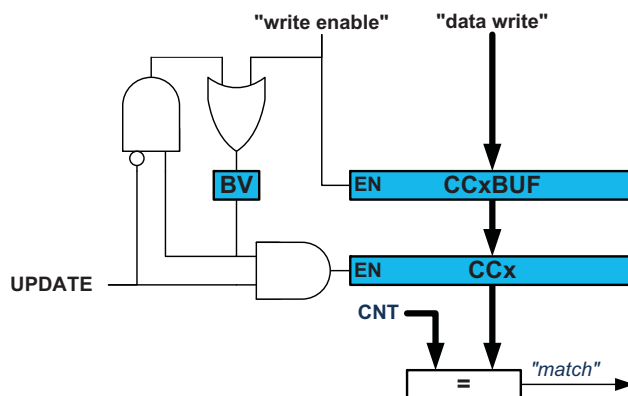 "write enable" "data write"
BV
EN CCxBUF
EN CCx
UPDATE
CNT
= "match"